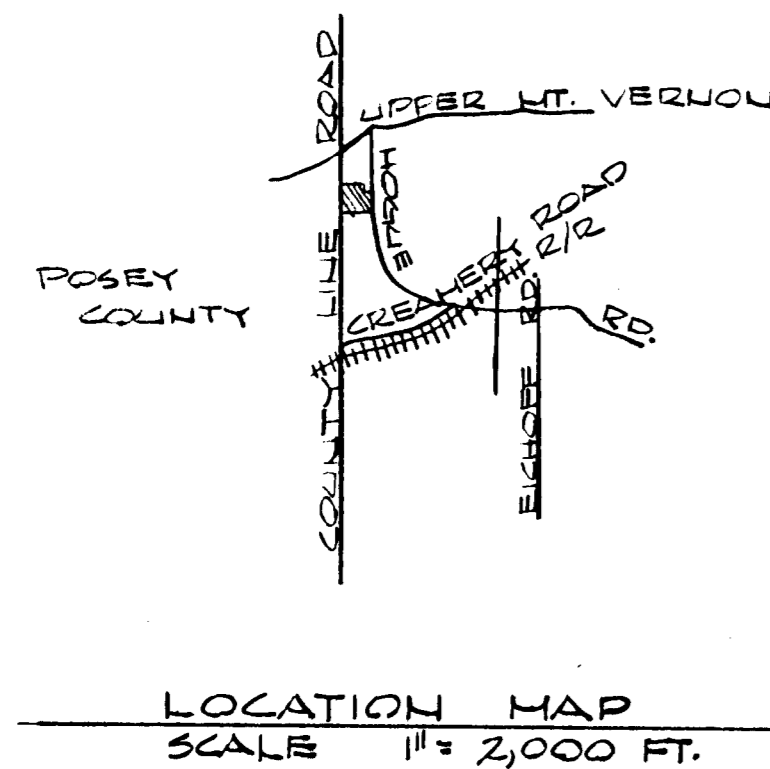 UPPER MT. VERNON
COUNTY LINE ROAD
HOGUE
RD.
CREAMERY ROAD
R/R
POSEY
COUNTY
EICHOFF RD.
LOCATION MAP
SCALE 1" = 2,000 FT.